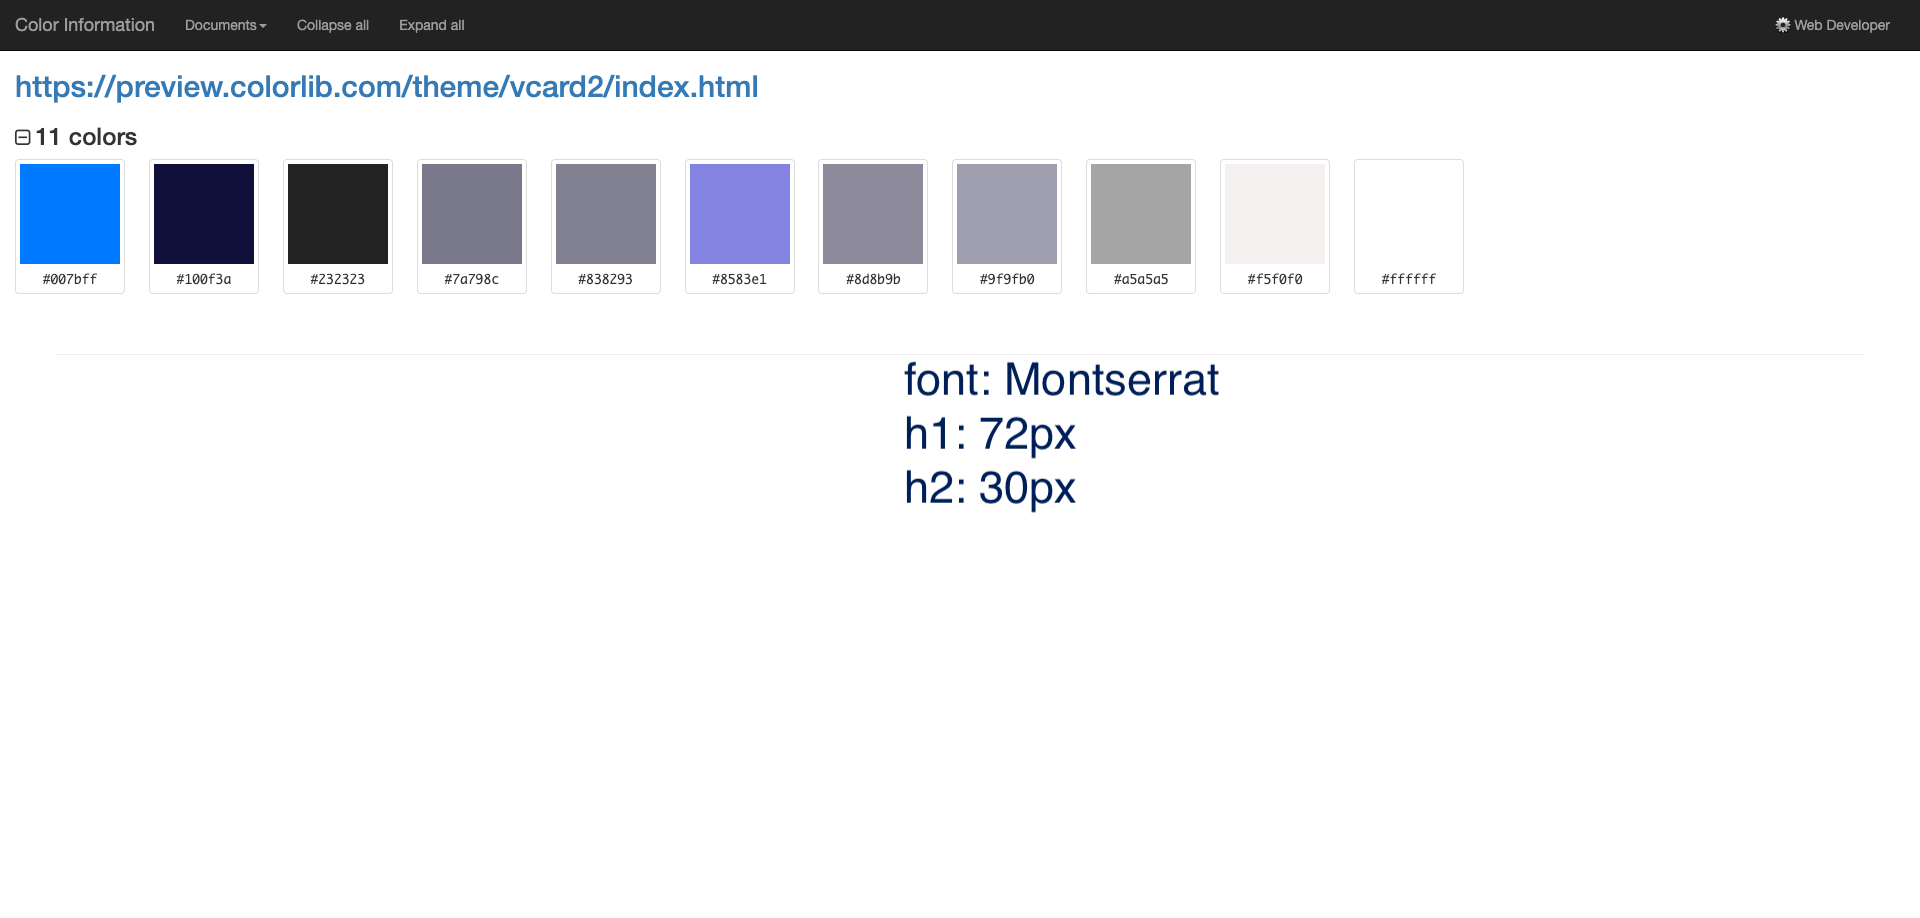 Color Information Documents Collapse all Expand all Web Developer
https://preview.colorlib.com/theme/vcard2/index.html
11 colors
#007bff #100f3a #232323 #7a798c #838293 #8583e1 #8d8b9b #9f9fb0 #a5a5a5 #f5f0f0 #ffffff
font: Montserrat
h1: 72px
h2: 30px